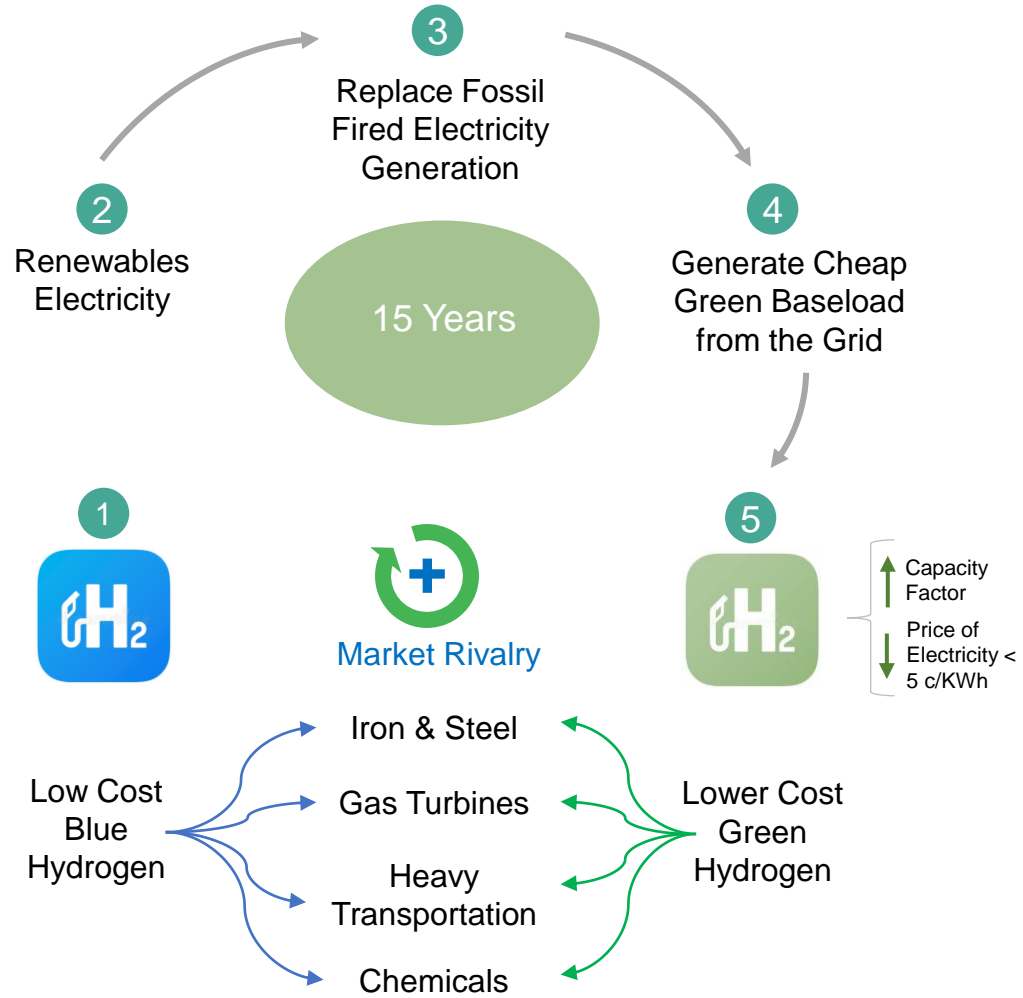 3
Replace Fossil
Fired Electricity
Generation
2
Renewables
Electricity
4
Generate Cheap
Green Baseload
from the Grid
15 Years
1
H2
Market Rivalry
5
H2
Capacity
Factor
Price of
Electricity <
5 c/KWh
Low Cost
Blue
Hydrogen
Iron & Steel
Gas Turbines
Heavy
Transportation
Chemicals
Lower Cost
Green
Hydrogen